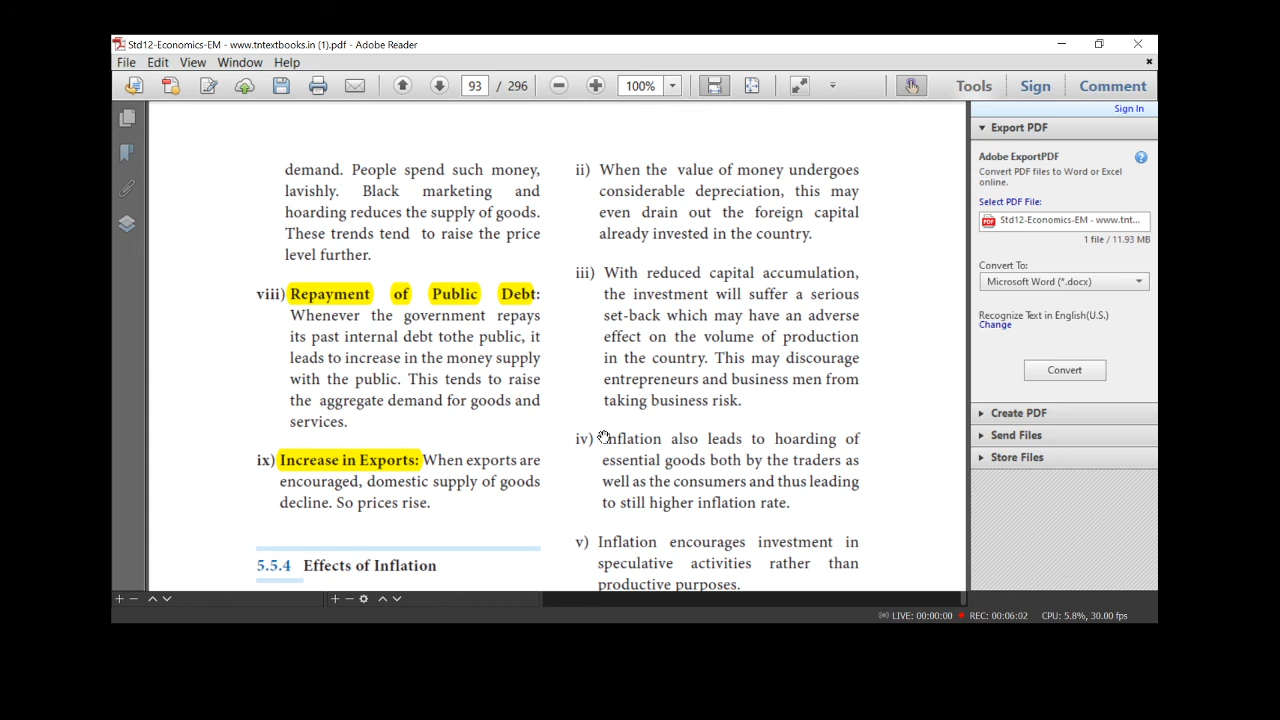 Std12-Economics-EM - www.tntextbooks.in (1).pdf - Adobe Reader
File Edit View Window Help
93 / 296 100% Tools Sign Comment
Sign In
Export PDF
Adobe ExportPDF
Convert PDF files to Word or Excel
online.
Select PDF File:
Std12-Economics-EM - www.tnt...
1 file / 11.93 MB
Convert To:
Microsoft Word (*.docx)
Recognize Text in English(U.S.)
Change
Convert
Create PDF
Send Files
Store Files
demand. People spend such money,
lavishly. Black marketing and
hoarding reduces the supply of goods.
These trends tend to raise the price
level further.
viii) Repayment of Public Debt:
Whenever the government repays
its past internal debt tothe public, it
leads to increase in the money supply
with the public. This tends to raise
the aggregate demand for goods and
services.
ix) Increase in Exports: When exports are
encouraged, domestic supply of goods
decline. So prices rise.
5.5.4 Effects of Inflation
ii) When the value of money undergoes
considerable depreciation, this may
even drain out the foreign capital
already invested in the country.
iii) With reduced capital accumulation,
the investment will suffer a serious
set-back which may have an adverse
effect on the volume of production
in the country. This may discourage
entrepreneurs and business men from
taking business risk.
iv) Inflation also leads to hoarding of
essential goods both by the traders as
well as the consumers and thus leading
to still higher inflation rate.
v) Inflation encourages investment in
speculative activities rather than
productive purposes.
LIVE: 00:00:00 REC: 00:06:02 CPU: 5.8%, 30.00 fps